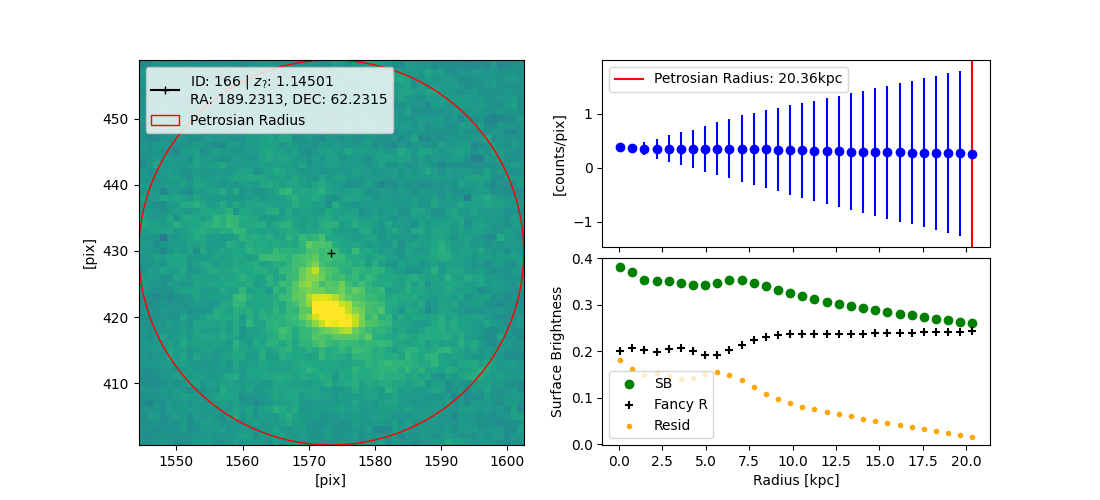 ID: 166 | z?: 1.14501
RA: 189.2313, DEC: 62.2315
Petrosian Radius
450
440
430
420
410
[pix]
1550
1560
1570
1580
1590
1600
[pix]
Petrosian Radius: 20.36kpc
1
0
−1
[counts/pix]
0.4
0.3
0.2
0.1
0.0
Surface Brightness
SB
Fancy R
Resid
0.0
2.5
5.0
7.5
10.0
12.5
15.0
17.5
20.0
Radius [kpc]